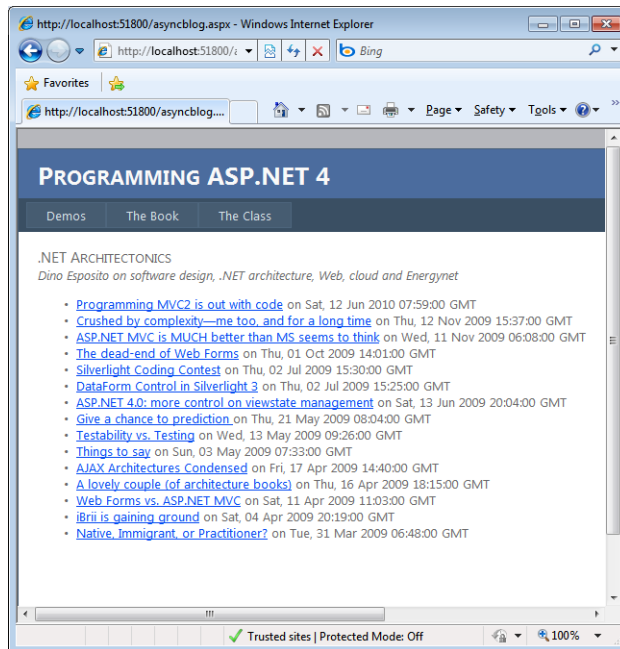 http://localhost:51800/asyncblog.aspx - Windows Internet Explorer
http://localhost:51800/a
Bing
Favorites
http://localhost:51800/asyncblog....
Page
Safety
Tools
»
PROGRAMMING ASP.NET 4
Demos
The Book
The Class
.NET ARCHITECTONICS
Dino Esposito on software design, .NET architecture, Web, cloud and Energynet
• Programming MVC2 is out with code on Sat, 12 Jun 2010 07:59:00 GMT
• Crushed by complexity—me too, and for a long time on Thu, 12 Nov 2009 15:37:00 GMT
• ASP.NET MVC is MUCH better than MS seems to think on Wed, 11 Nov 2009 06:08:00 GMT
• The dead-end of Web Forms on Thu, 01 Oct 2009 14:01:00 GMT
• Silverlight Coding Contest on Thu, 02 Jul 2009 15:30:00 GMT
• DataForm Control in Silverlight 3 on Thu, 02 Jul 2009 15:25:00 GMT
• ASP.NET 4.0: more control on viewstate management on Sat, 13 Jun 2009 20:04:00 GMT
• Give a chance to prediction on Thu, 21 May 2009 08:04:00 GMT
• Testability vs. Testing on Wed, 13 May 2009 09:26:00 GMT
• Things to say on Sun, 03 May 2009 07:33:00 GMT
• AJAX Architectures Condensed on Fri, 17 Apr 2009 14:40:00 GMT
• A lovely couple (of architecture books) on Thu, 16 Apr 2009 18:15:00 GMT
• Web Forms vs. ASP.NET MVC on Sat, 11 Apr 2009 11:03:00 GMT
• iBrii is gaining ground on Sat, 04 Apr 2009 20:19:00 GMT
• Native, Immigrant, or Practitioner? on Tue, 31 Mar 2009 06:48:00 GMT
Trusted sites | Protected Mode: Off
100%